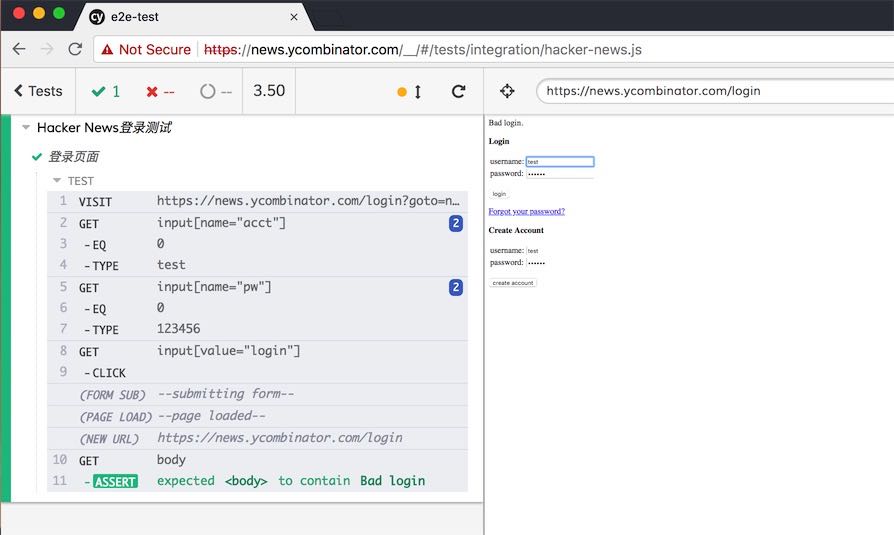 cy e2e-test ×
Not Secure https://news.ycombinator.com/__/#/tests/integration/hacker-news.js
Tests 1 -- -- 3.50
https://news.ycombinator.com/login
Hacker News登录测试
登录页面
TEST
1 VISIT https://news.ycombinator.com/login?goto=n…
2 GET input[name="acct"] 2
3 -EQ 0
4 -TYPE test
5 GET input[name="pw"] 2
6 -EQ 0
7 -TYPE 123456
8 GET input[value="login"]
9 -CLICK
(FORM SUB) --submitting form--
(PAGE LOAD) --page loaded--
(NEW URL) https://news.ycombinator.com/login
10 GET body
11 -ASSERT expected <body> to contain Bad login
Bad login.
Login
username: test
password: ••••••
login
Forgot your password?
Create Account
username: test
password: ••••••
create account